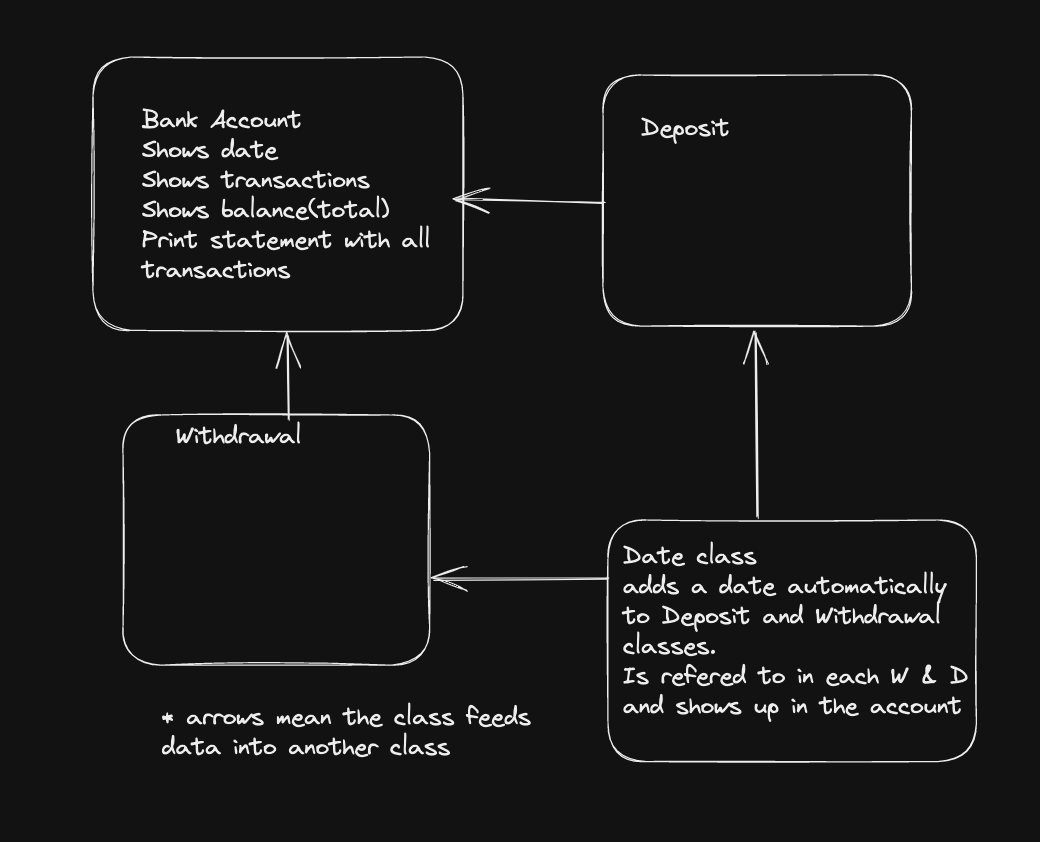 Bank Account
Shows date
Shows transactions
Shows balance(total)
Print statement with all
transactions
Deposit
Withdrawal
Date class
adds a date automatically
to Deposit and Withdrawal
classes.
Is refered to in each W & D
and shows up in the account
* arrows mean the class feeds
data into another class